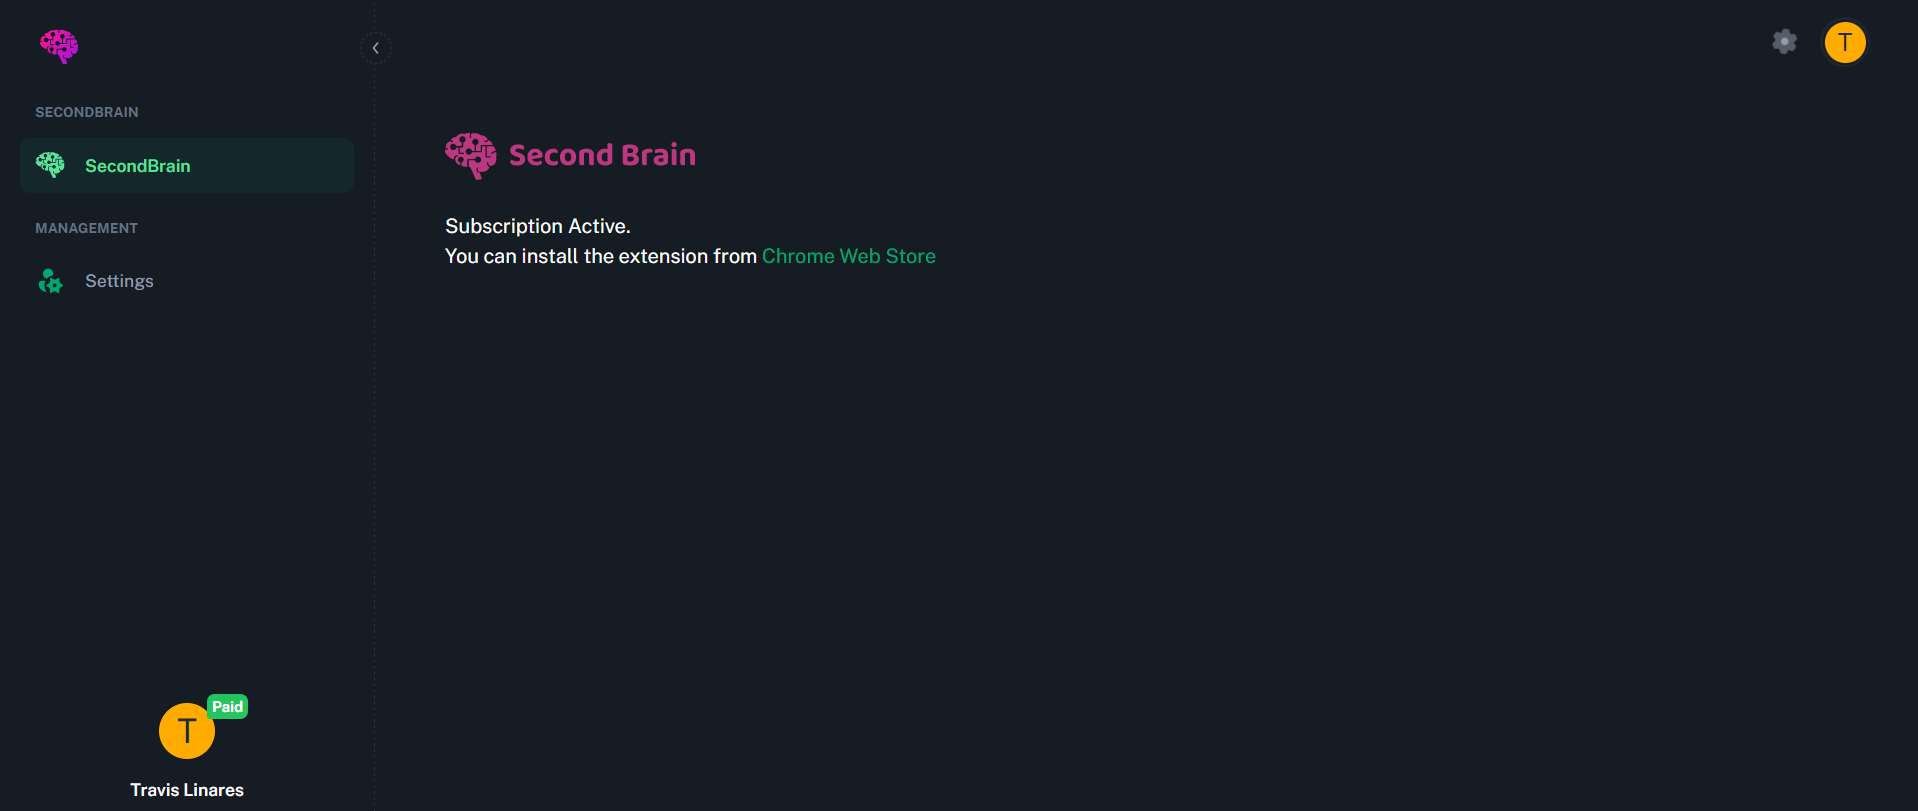 SECONDBRAIN
SecondBrain
MANAGEMENT
Settings
T
Paid
Travis Linares
T
Second Brain
Subscription Active.
You can install the extension from Chrome Web Store